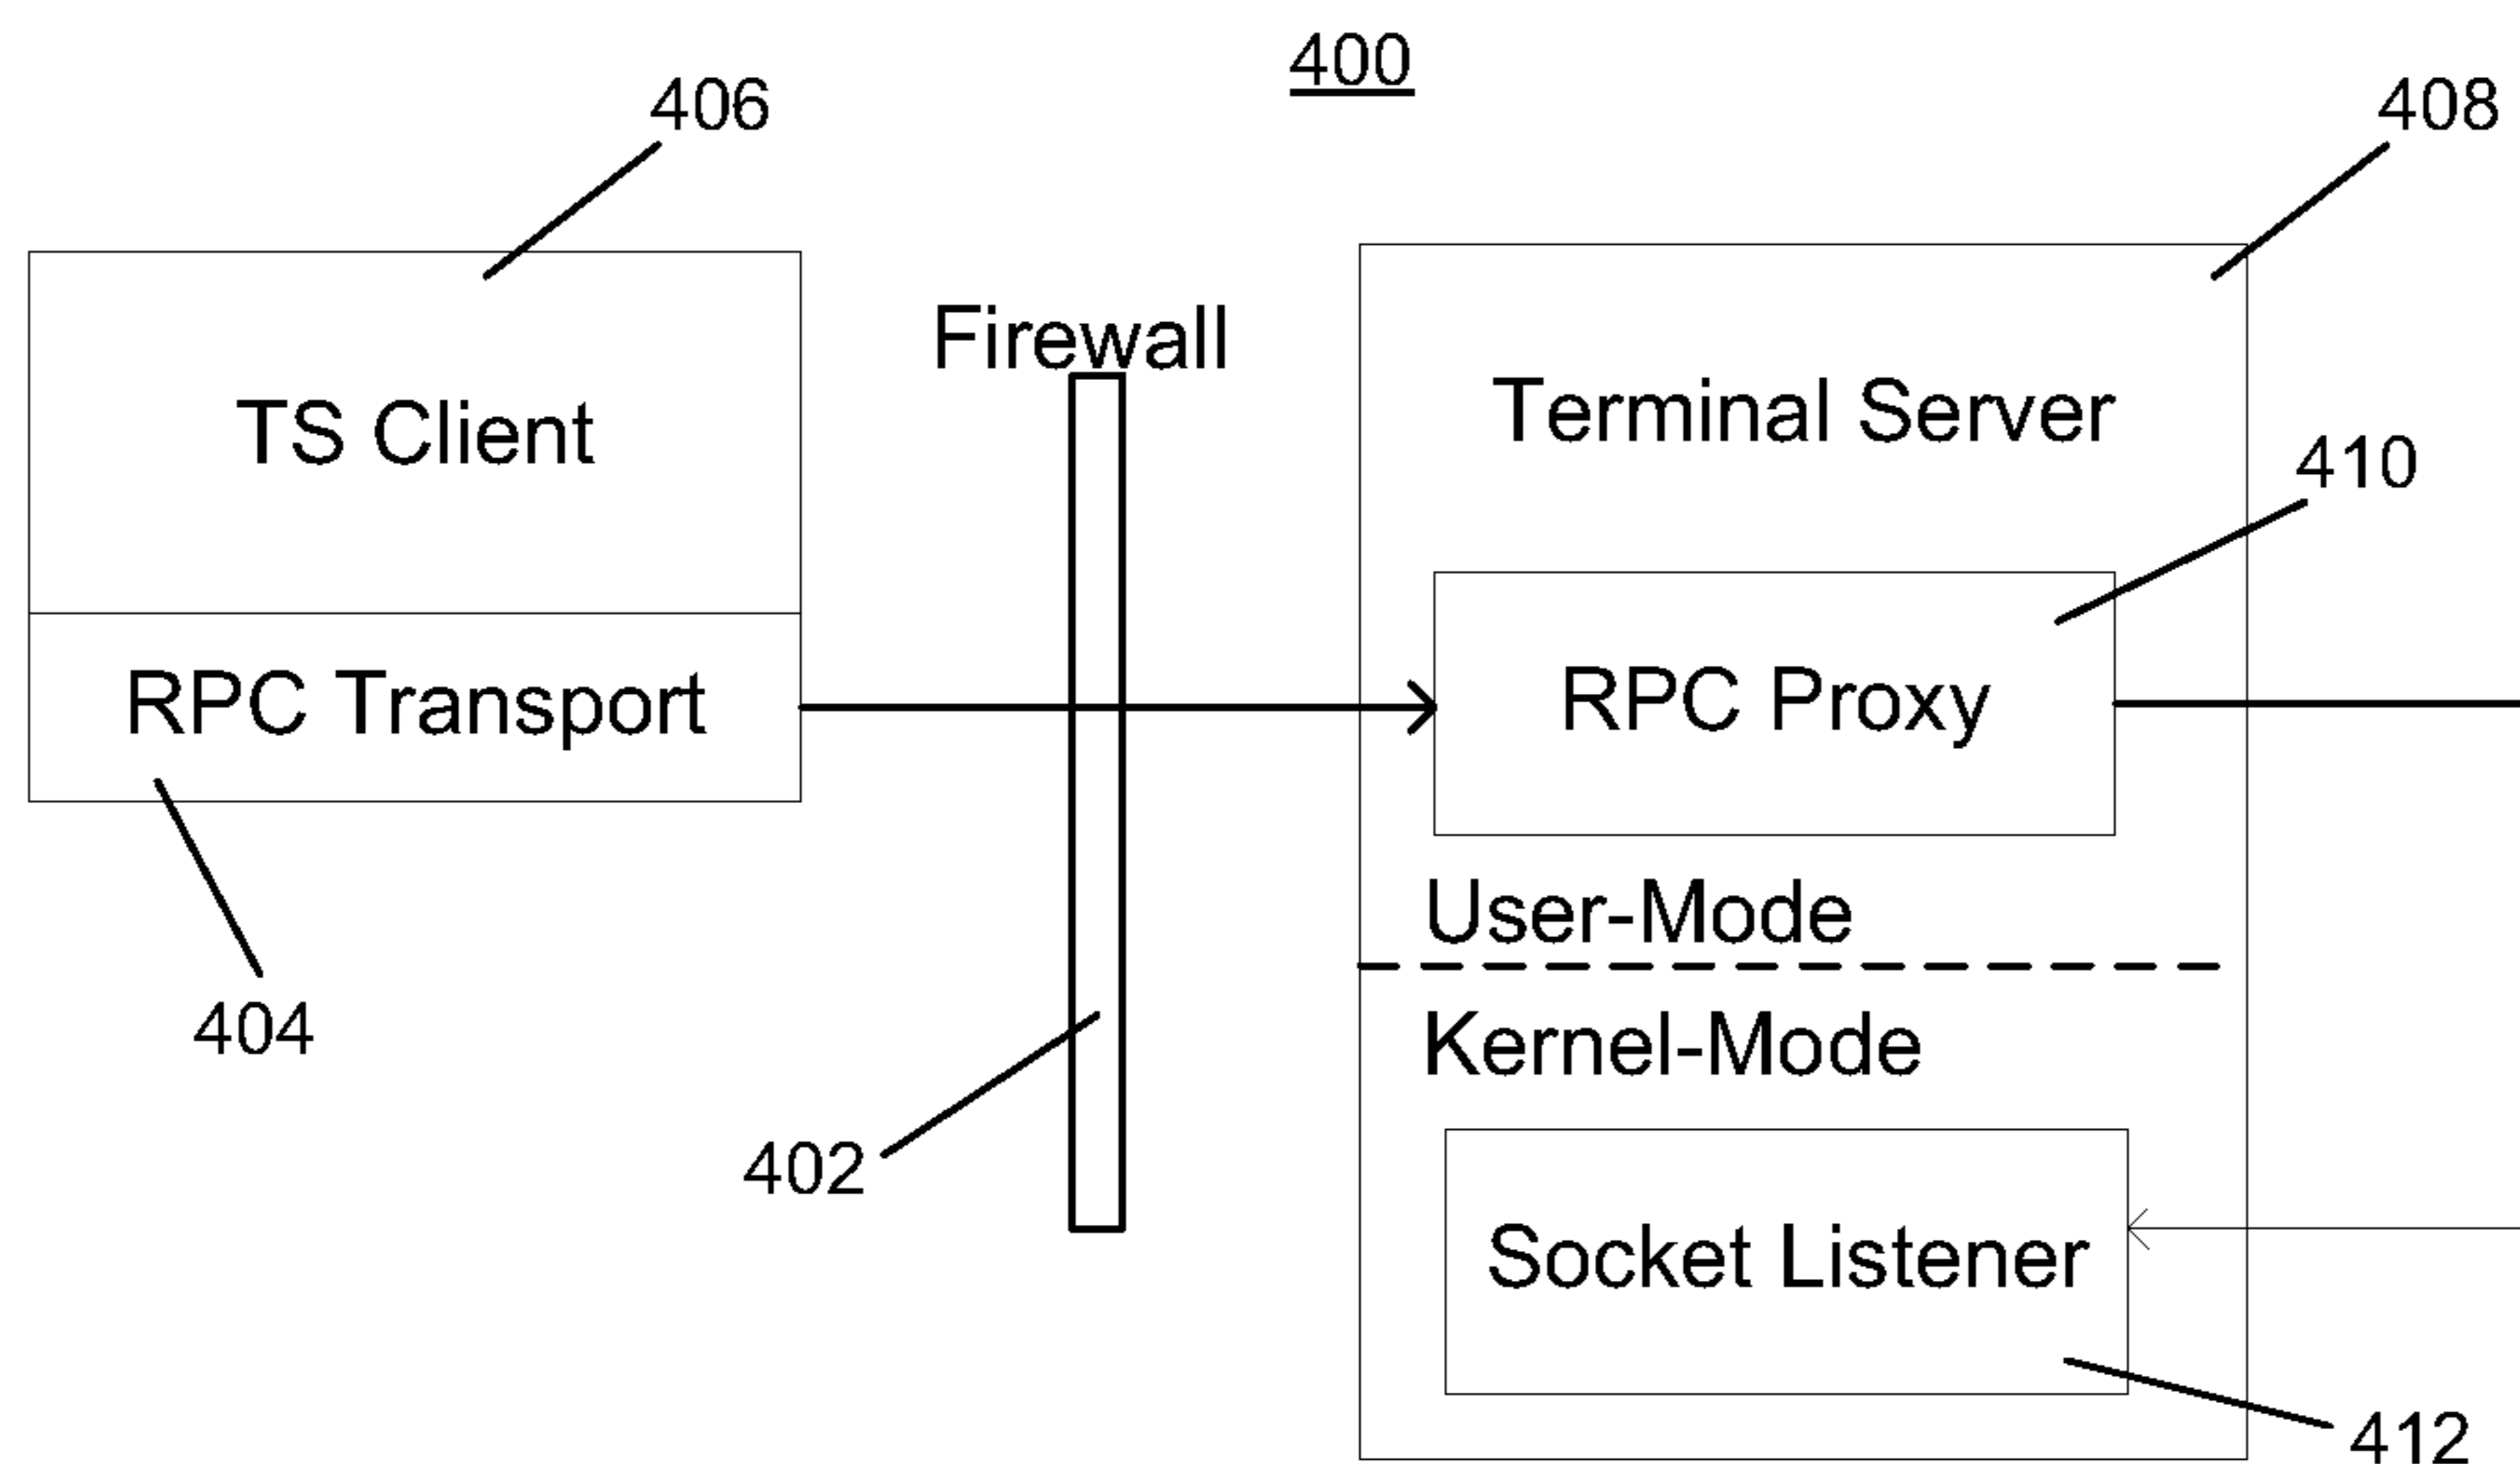 400
406
408
Firewall
TS Client
Terminal Server
410
RPC Transport
RPC Proxy
User-Mode
404
Kernel-Mode
402
Socket Listener
412